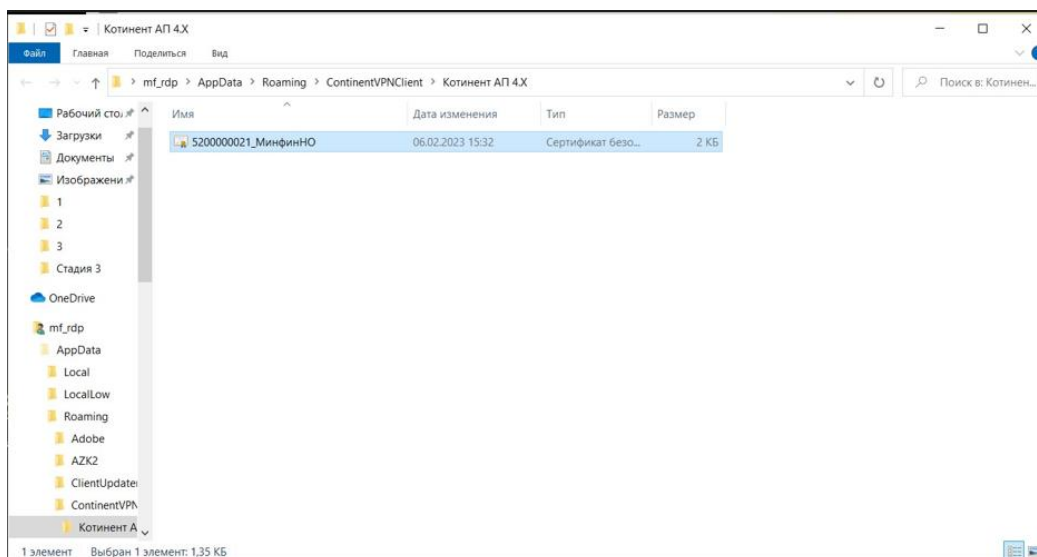 Котинент АП 4.X
Файл Главная Поделиться Вид
mf_rdp > AppData > Roaming > ContinentVPNClient > Котинент АП 4.X
Поиск в: Котинен...
Рабочий сто.
Загрузки
Документы
Изображени
1
2
3
Стадия 3
OneDrive
mf_rdp
AppData
Local
LocalLow
Roaming
Adobe
AZK2
ClientUpdate
ContinentVPN
Котинент А
Имя Дата изменения Тип Размер
5200000021_МинфинНО 06.02.2023 15:32 Сертификат безо... 2 КБ
1 элемент Выбран 1 элемент: 1,35 КБ